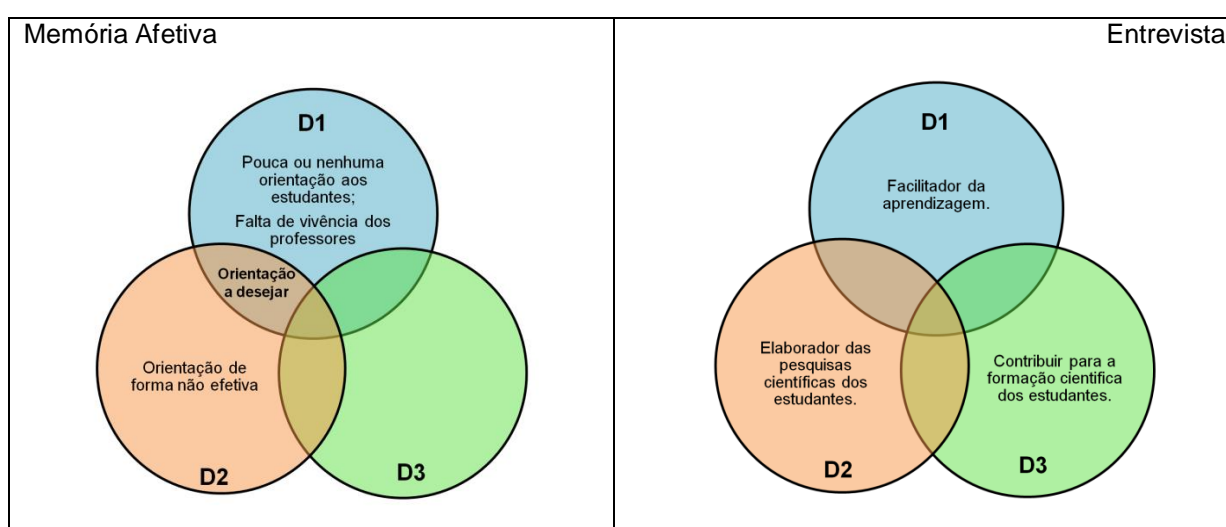 Memória Afetiva
D1
Pouca ou nenhuma
orientação aos
estudantes;
Falta de vivência dos
professores
Orientação
a desejar
Orientação de
forma não efetiva
D2
D3
Entrevista
D1
Facilitador da
aprendizagem.
Elaborador das
pesquisas
científicas dos
estudantes.
Contribuir para a
formação cientifica
dos estudantes.
D2
D3